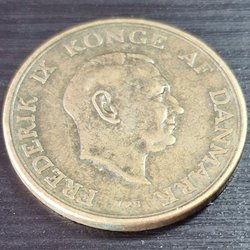 FREDERIK IX KONGE AF DANMARK